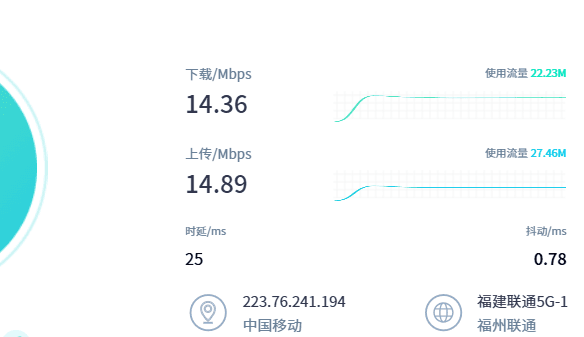 下载/Mbps
使用流量 22.23M
14.36
上传/Mbps
使用流量 27.46M
14.89
时延/ms
抖动/ms
25
0.78
223.76.241.194
福建联通5G-1
中国移动
福州联通